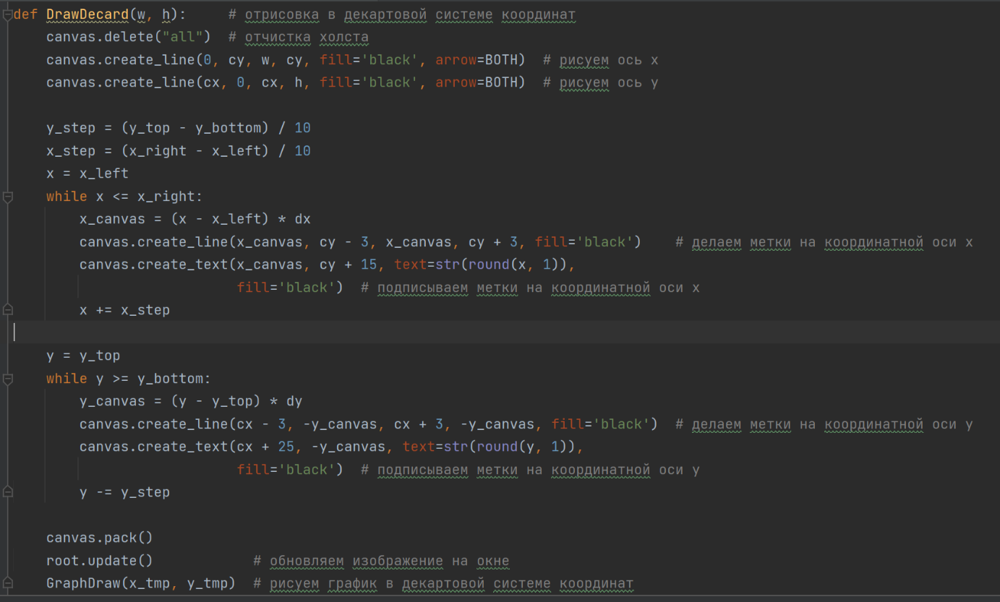 def DrawDecard(w, h):     # отрисовка в декартовой системе координат
    canvas.delete("all")  # отчистка холста
    canvas.create_line(0, cy, w, cy, fill='black', arrow=BOTH)  # рисуем ось x
    canvas.create_line(cx, 0, cx, h, fill='black', arrow=BOTH)  # рисуем ось y

    y_step = (y_top - y_bottom) / 10
    x_step = (x_right - x_left) / 10
    x = x_left
    while x <= x_right:
        x_canvas = (x - x_left) * dx
        canvas.create_line(x_canvas, cy - 3, x_canvas, cy + 3, fill='black')    # делаем метки на координатной оси x
        canvas.create_text(x_canvas, cy + 15, text=str(round(x, 1)),
                           fill='black')  # подписываем метки на координатной оси x
        x += x_step

    y = y_top
    while y >= y_bottom:
        y_canvas = (y - y_top) * dy
        canvas.create_line(cx - 3, -y_canvas, cx + 3, -y_canvas, fill='black')  # делаем метки на координатной оси y
        canvas.create_text(cx + 25, -y_canvas, text=str(round(y, 1)),
                           fill='black')  # подписываем метки на координатной оси y
        y -= y_step

    canvas.pack()
    root.update()            # обновляем изображение на окне
    GraphDraw(x_tmp, y_tmp)  # рисуем график в декартовой системе координат